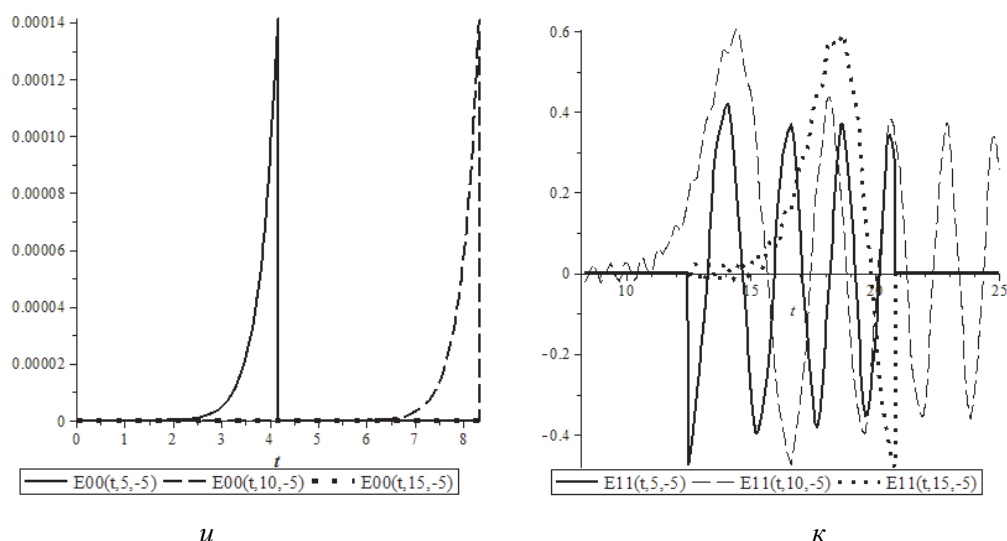 0.00014
0.00012
0.00010
0.00008
0.00006
0.00004
0.00002
0
0 1 2 3 4 5 6 7 8
t
E00(t,5,-5) E00(t,10,-5) E00(t,15,-5)
и
0.6
0.4
0.2
0
-0.2
-0.4
10 15 20 25
t
E11(t,5,-5) E11(t,10,-5) E11(t,15,-5)
к